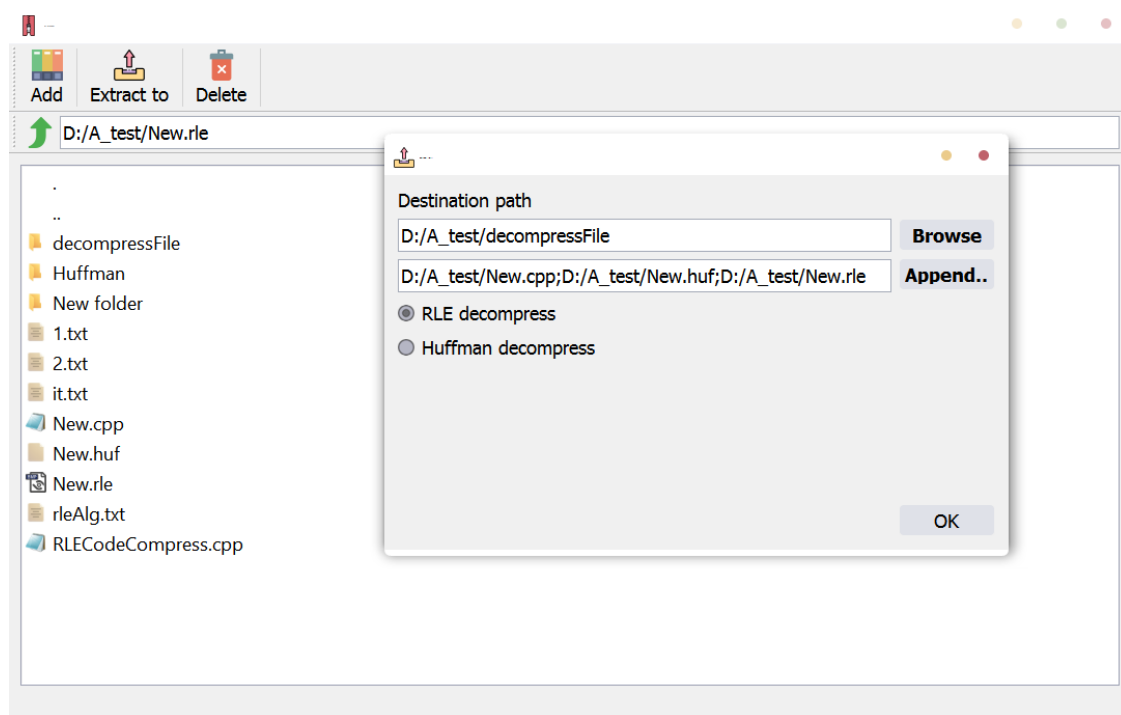 Add Extract to Delete
D:/A_test/New.rle
.
..
decompressFile
Huffman
New folder
1.txt
2.txt
it.txt
New.cpp
New.huf
New.rle
rleAlg.txt
RLECodeCompress.cpp
Destination path
D:/A_test/decompressFile Browse
D:/A_test/New.cpp;D:/A_test/New.huf;D:/A_test/New.rle Append..
RLE decompress
Huffman decompress
OK